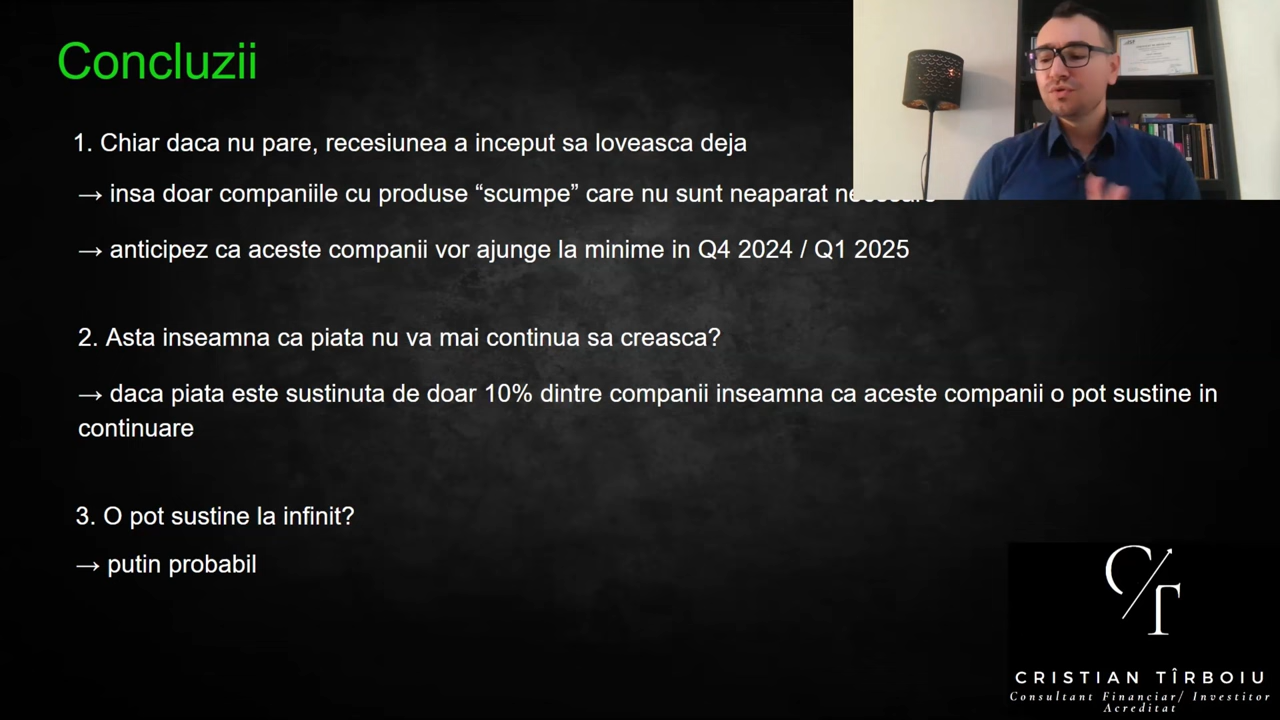 Concluzii
1. Chiar daca nu pare, recesiunea a inceput sa loveasca deja
→ insa doar companiile cu produse “scumpe” care nu sunt neaparat
→ anticipez ca aceste companii vor ajunge la minime in Q4 2024 / Q1 2025
2. Asta inseamna ca piata nu va mai continua sa creasca?
→ daca piata este sustinuta de doar 10% dintre companii inseamna ca aceste companii o pot sustine in
continuare
3. O pot sustine la infinit?
→ putin probabil
CT
CRISTIAN TÎRBOIU
Consultant Financiar/ Investitor
Acreditat